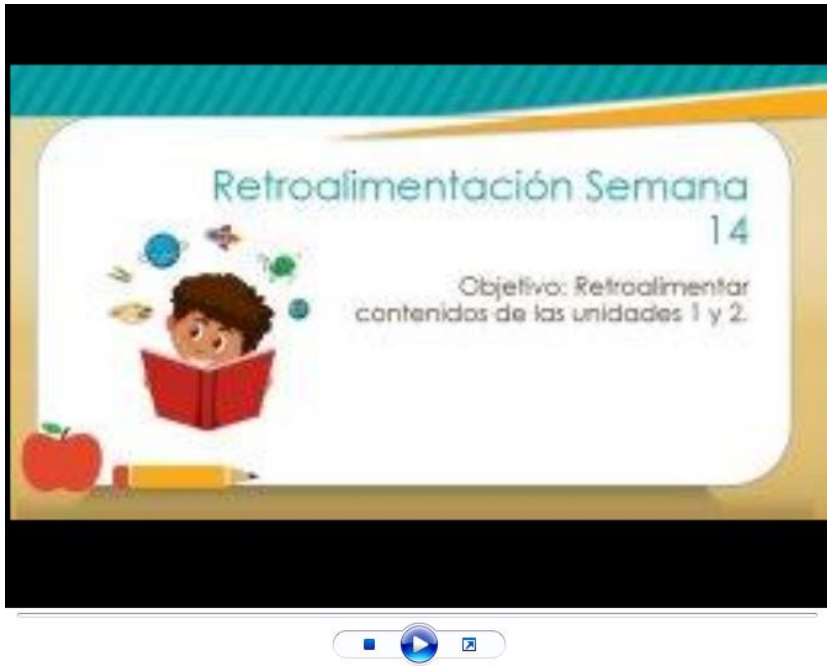 Retroalimentación Semana
14
Objetivo: Retroalimentar
contenidos de las unidades 1 y 2.